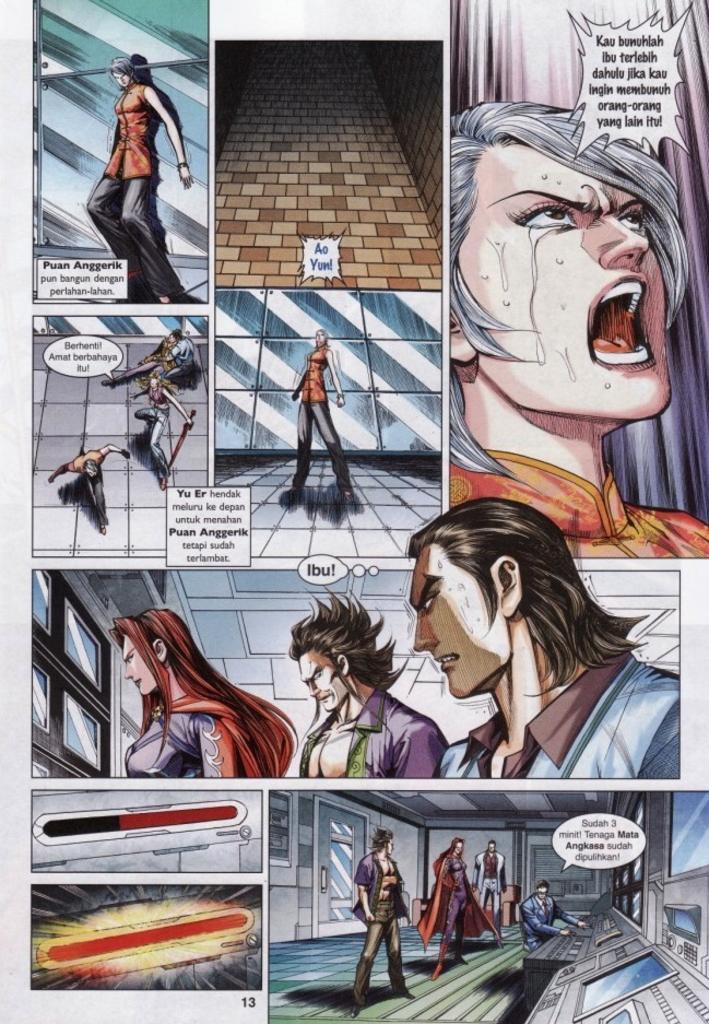 Puan Anggerik
pun bangun dengan
perlahan-lahan.
Ao
Yun!
Kau bunuhlah
ibu terlebih
dahulu jika kau
ingin membunuh
orang-orang
yang lain itu!
Berhenti!
Amat berbahaya
itu!
Yu Er hendak
meluru ke depan
untuk menahan
Puan Anggerik
tetapi sudah
terlambat.
Ibu!
Sudah 3
minit! Tenaga Mata
Angkasa sudah
dipulihkan!
13